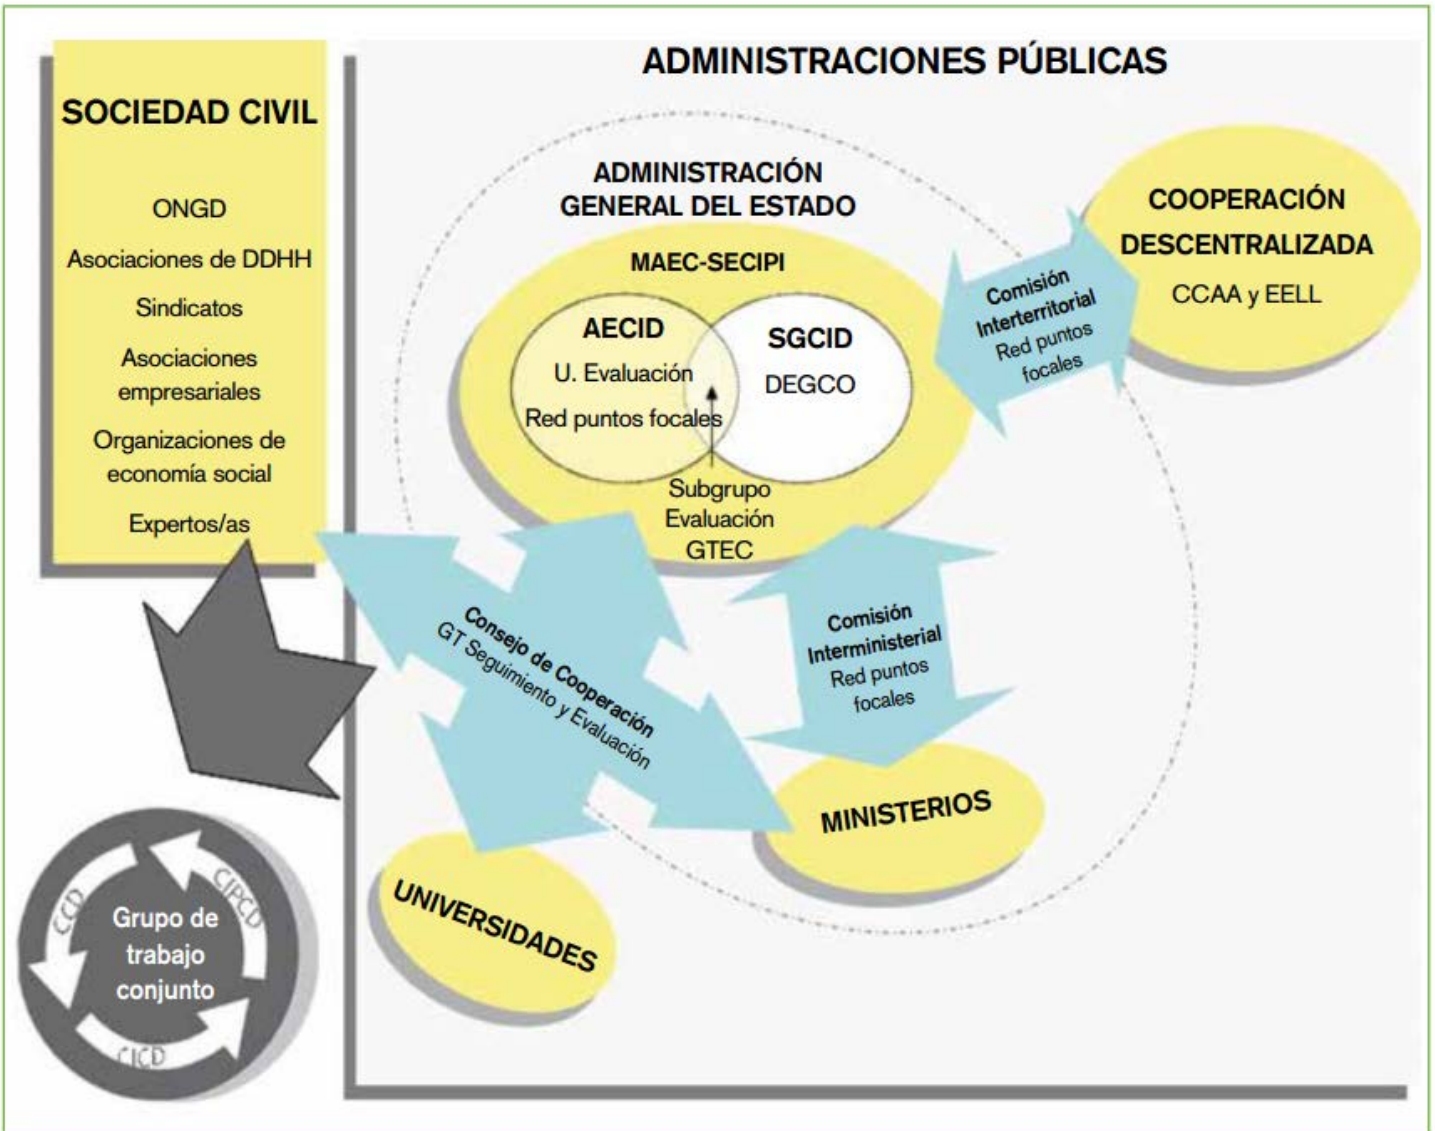 ADMINISTRACIONES PÚBLICAS
SOCIEDAD CIVIL
ONGD
Asociaciones de DDHH
Sindicatos
Asociaciones
empresariales
Organizaciones de
economía social
Expertos/as
ADMINISTRACIÓN
GENERAL DEL ESTADO
MAEC-SECIPI
AECID
U. Evaluación
Red puntos focales
SGCID
DEGCO
Subgrupo
Evaluación
GTEC
Comisión
Interterritorial
Red puntos
focales
COOPERACIÓN
DESCENTRALIZADA
CCAA y EELL
Consejo de Cooperación
GT Seguimiento y Evaluación
Comisión
Interministerial
Red puntos
focales
MINISTERIOS
UNIVERSIDADES
CCD
CIPCD
CICD
Grupo de
trabajo
conjunto